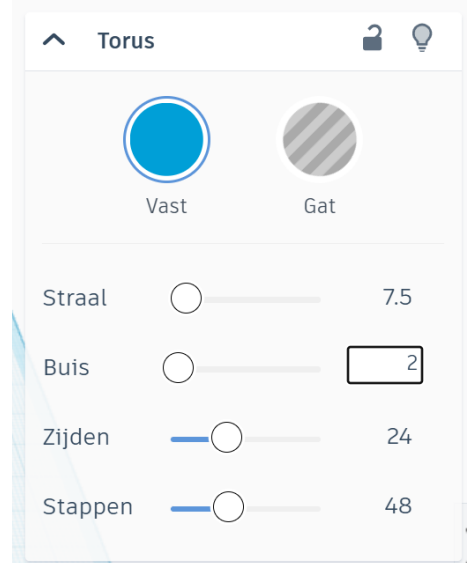 Torus
Vast Gat
Straal 7.5
Buis 2
Zijden 24
Stappen 48